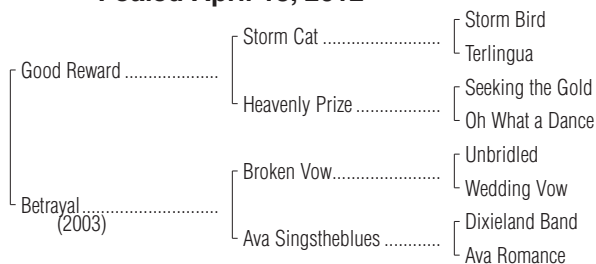 April 2012
Storm Bird
Storm Cat ........................
Terlingua
Good Reward ...................
Seeking the Gold
Heavenly Prize .................
Oh What a Dance
Unbridled
Broken Vow......................
Wedding Vow
Betrayal...........................
(2003)
Dixieland Band
Ava Singstheblues ............
Ava Romance